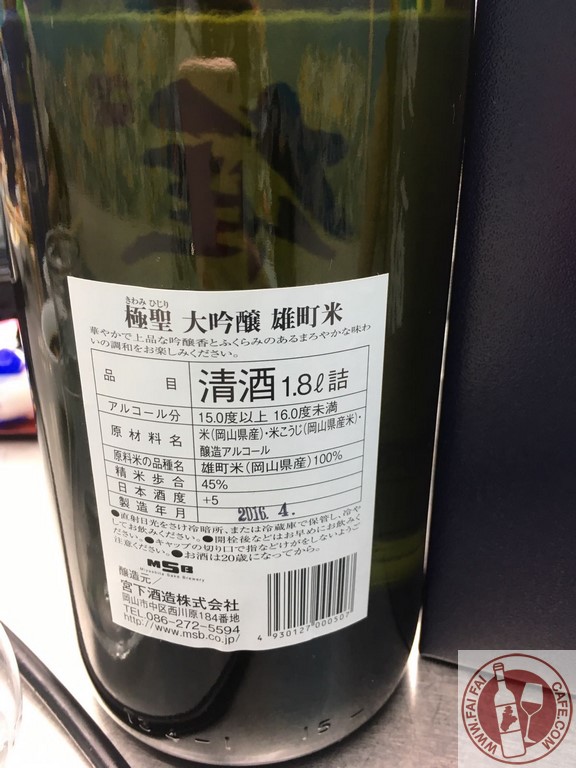 きわみ ひじり
極聖 大吟醸 雄町米
華やかで上品な吟醸香とふくらみのあるまろやかな味わ
いの調和をお楽しみください。
品目 清酒1.8ℓ詰
アルコール分 15.0度以上 16.0度未満
原材料名 米(岡山県産)・米こうじ(岡山県産米)・
醸造アルコール
原料米の品種名 雄町米(岡山県産)100%
精米歩合 45%
日本酒度 +5
製造年月 2016.4.
●直射日光をさけ冷暗所、または冷蔵庫で保管し、冷や
してお飲みください。●開栓後などはお早めにお飲みく
ださい。●キャップの切り口で指などけがをしないようご
注意ください。●お酒は20歳になってから。
MSB
Miyashita Sake Brewery
醸造元
宮下酒造株式会社
岡山市中区西川原184番地
TEL.086-272-5594
http://www.msb.co.jp/
4 930127 000507
WWW.FAIFAICAFE.COM